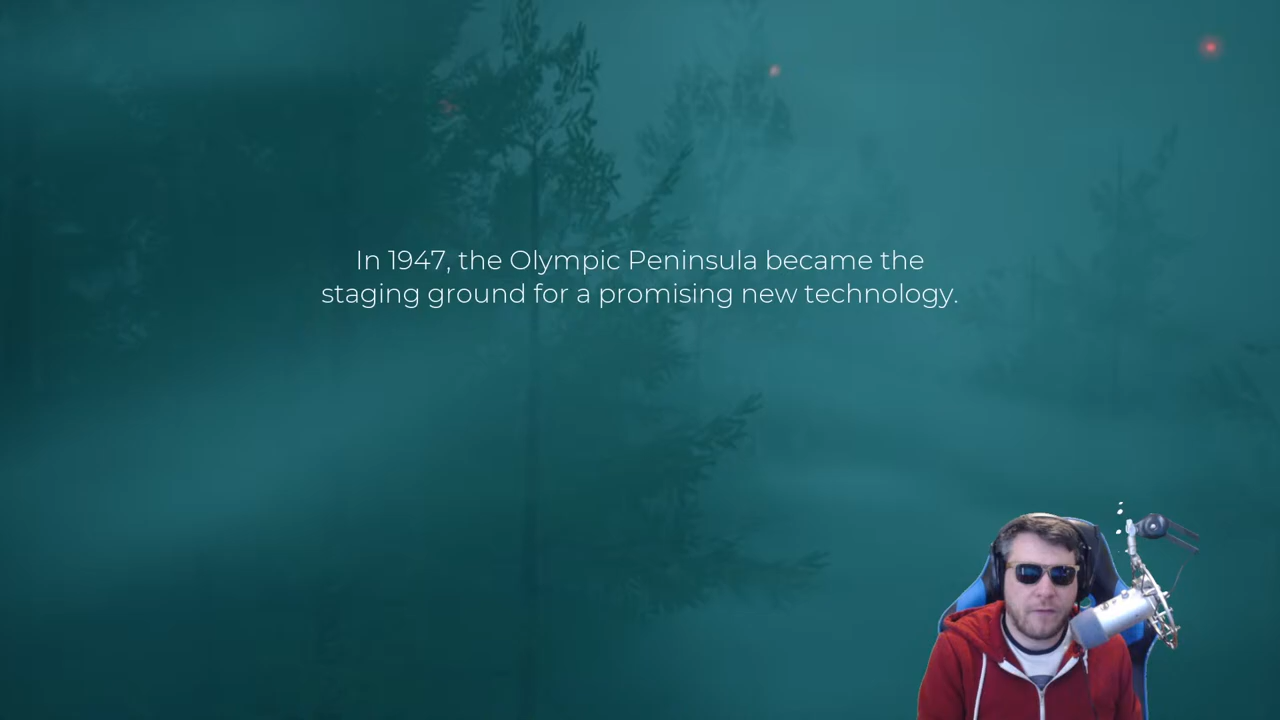 In 1947, the Olympic Peninsula became the
staging ground for a promising new technology.